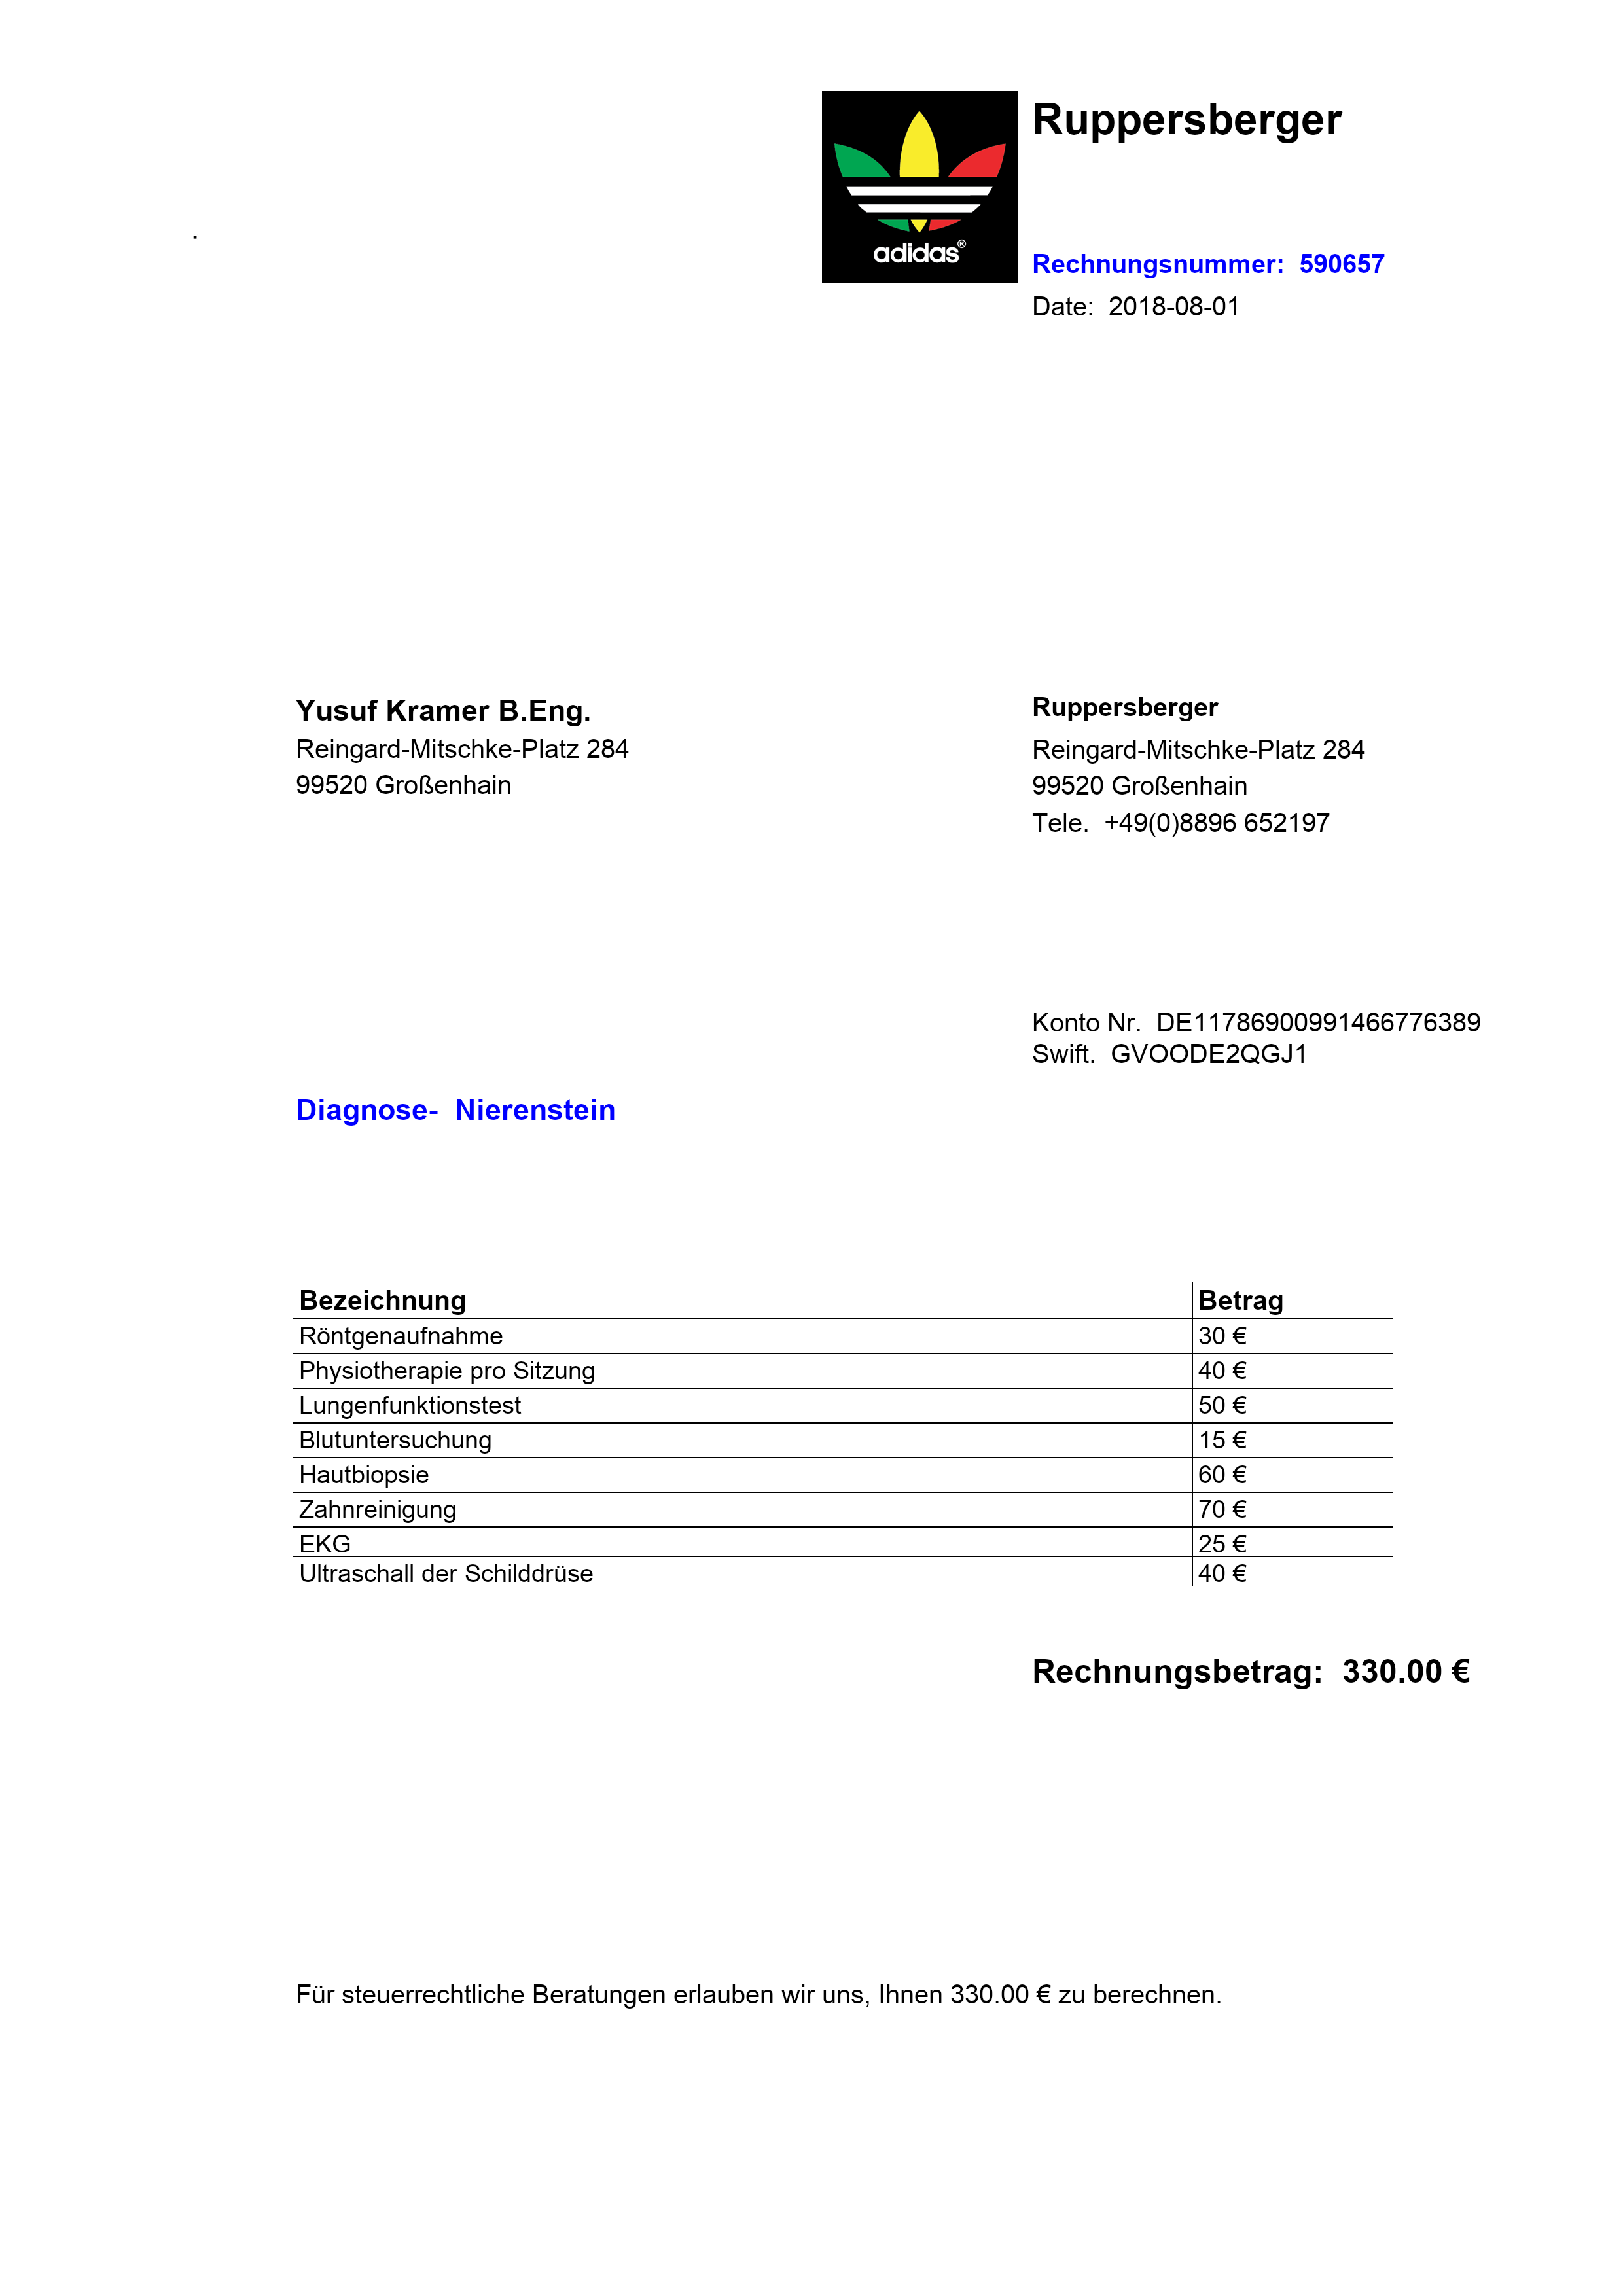 Ruppersberger
.
adidas®
Rechnungsnummer: 590657
Date: 2018-08-01
Yusuf Kramer B.Eng.
Reingard-Mitschke-Platz 284
99520 Großenhain
Ruppersberger
Reingard-Mitschke-Platz 284
99520 Großenhain
Tele. +49(0)8896 652197
Konto Nr. DE11786900991466776389
Swift. GVOODE2QGJ1
Diagnose- Nierenstein
Bezeichnung Betrag
Röntgenaufnahme 30 €
Physiotherapie pro Sitzung 40 €
Lungenfunktionstest 50 €
Blutuntersuchung 15 €
Hautbiopsie 60 €
Zahnreinigung 70 €
EKG 25 €
Ultraschall der Schilddrüse 40 €
Rechnungsbetrag: 330.00 €
Für steuerrechtliche Beratungen erlauben wir uns, Ihnen 330.00 € zu berechnen.